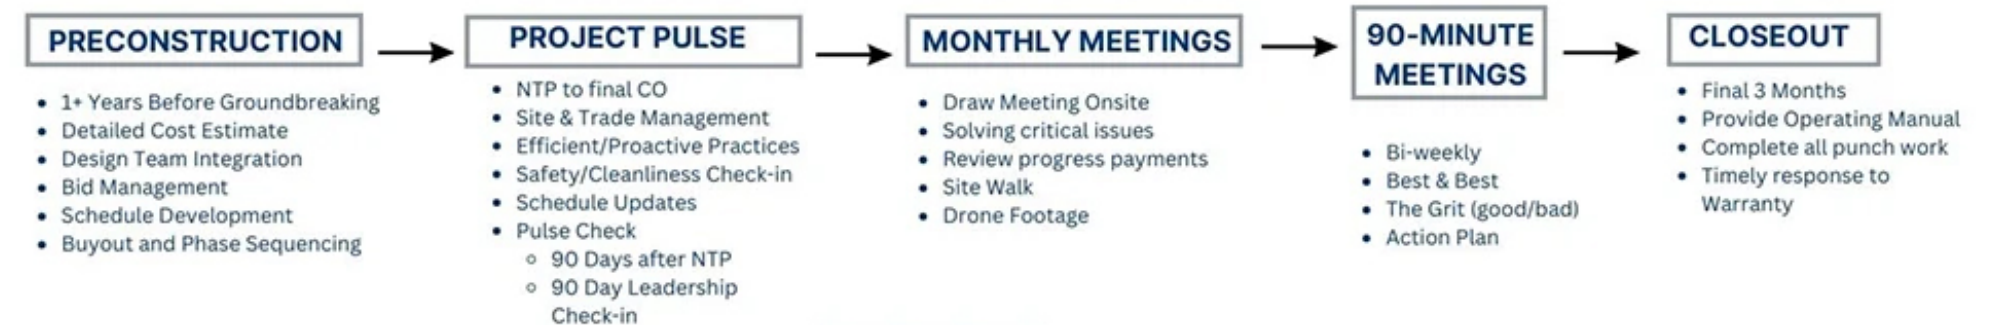 PRECONSTRUCTION
• 1+ Years Before Groundbreaking
• Detailed Cost Estimate
• Design Team Integration
• Bid Management
• Schedule Development
• Buyout and Phase Sequencing
PROJECT PULSE
• NTP to final CO
• Site & Trade Management
• Efficient/Proactive Practices
• Safety/Cleanliness Check-in
• Schedule Updates
• Pulse Check
◦ 90 Days after NTP
◦ 90 Day Leadership
Check-in
MONTHLY MEETINGS
• Draw Meeting Onsite
• Solving critical issues
• Review progress payments
• Site Walk
• Drone Footage
90-MINUTE
MEETINGS
• Bi-weekly
• Best & Best
• The Grit (good/bad)
• Action Plan
CLOSEOUT
• Final 3 Months
• Provide Operating Manual
• Complete all punch work
• Timely response to
Warranty